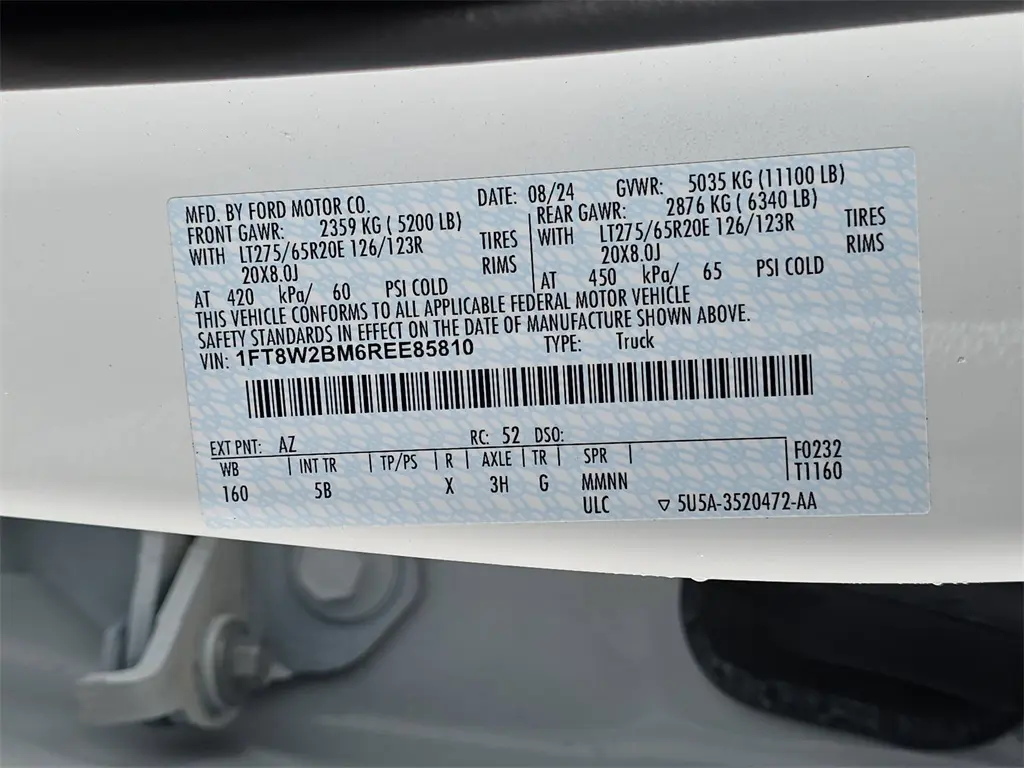 MFD. BY FORD MOTOR CO. DATE: 08/24 GVWR: 5035 KG (11100 LB)
FRONT GAWR: 2359 KG ( 5200 LB) REAR GAWR: 2876 KG ( 6340 LB)
WITH LT275/65R20E 126/123R TIRES WITH LT275/65R20E 126/123R TIRES
20X8.0J RIMS 20X8.0J RIMS
AT 420 kPa/ 60 PSI COLD AT 450 kPa/ 65 PSI COLD
THIS VEHICLE CONFORMS TO ALL APPLICABLE FEDERAL MOTOR VEHICLE
SAFETY STANDARDS IN EFFECT ON THE DATE OF MANUFACTURE SHOWN ABOVE.
VIN: 1FT8W2BM6REE85810 TYPE: Truck
EXT PNT: AZ RC: 52 DSO:
WB INT TR TP/PS R AXLE TR SPR F0232
160 5B X 3H G MMNN T1160
ULC ▽ 5U5A-3520472-AA